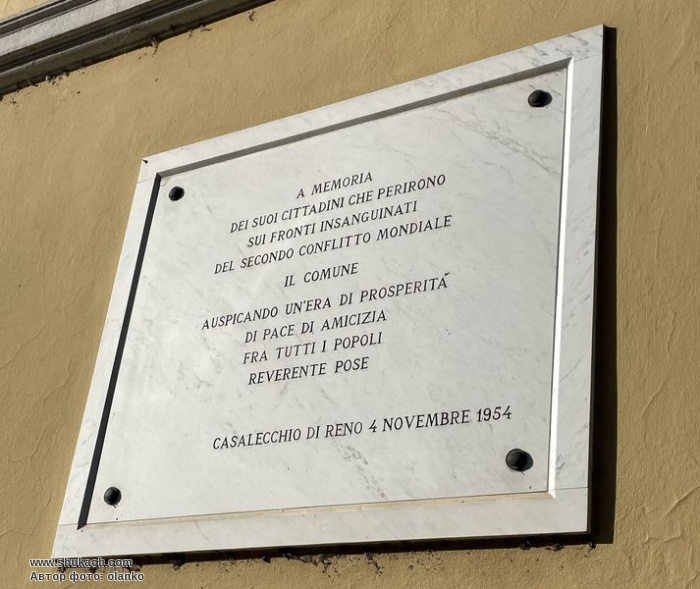 A MEMORIA
DEI SUOI CITTADINI CHE PERIRONO
SUI FRONTI INSANGUINATI
DEL SECONDO CONFLITTO MONDIALE
IL COMUNE
AUSPICANDO UN'ERA DI PROSPERITÀ
DI PACE DI AMICIZIA
FRA TUTTI I POPOLI
REVERENTE POSE
CASALECCHIO DI RENO 4 NOVEMBRE 1954
www.shukach.com
Автор фото: olanko